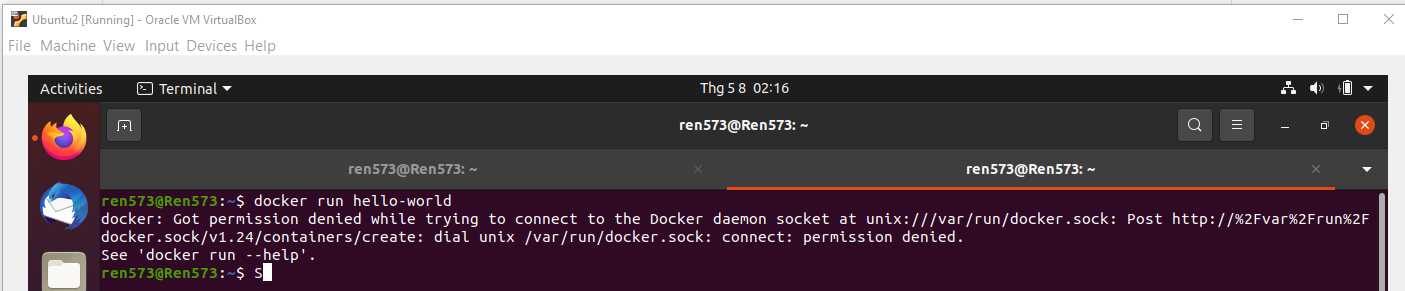 Ubuntu2 [Running] - Oracle VM VirtualBox
File Machine View Input Devices Help
Activities Terminal Thg 5 8 02:16
ren573@Ren573: ~
ren573@Ren573: ~ ren573@Ren573: ~
ren573@Ren573:~$ docker run hello-world
docker: Got permission denied while trying to connect to the Docker daemon socket at unix:///var/run/docker.sock: Post http://%2Fvar%2Frun%2F
docker.sock/v1.24/containers/create: dial unix /var/run/docker.sock: connect: permission denied.
See 'docker run --help'.
ren573@Ren573:~$ S